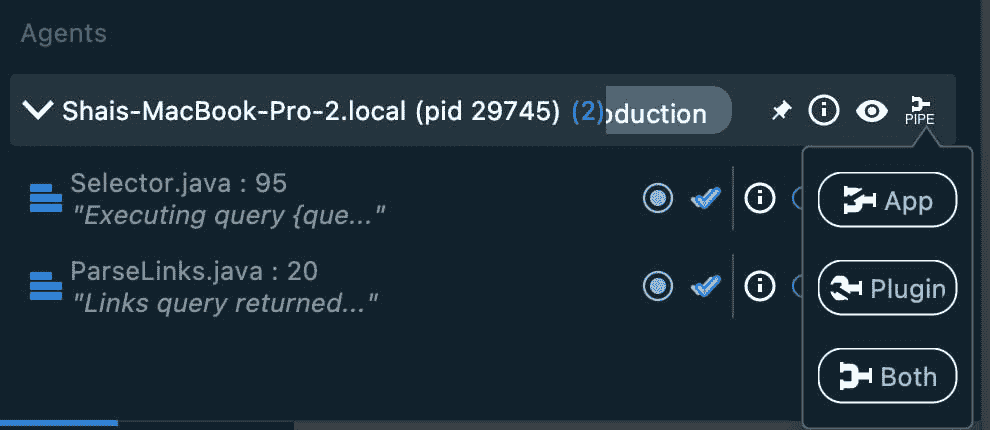 Agents
Shais-MacBook-Pro-2.local (pid 29745) (2)oduction
PIPE
Selector.java : 95
"Executing query {que..."
App
ParseLinks.java : 20
"Links query returned..."
Plugin
Both